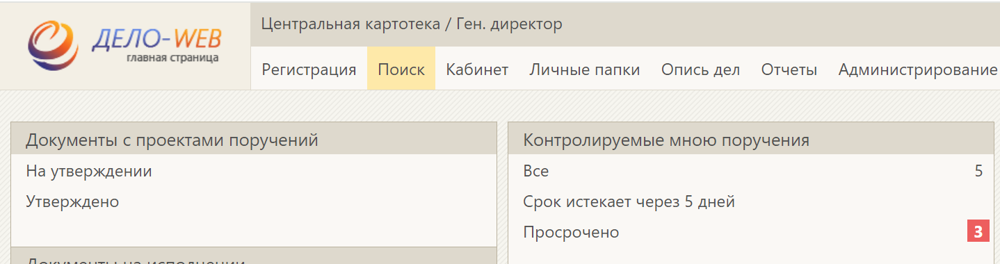 ДЕЛО-WEB
главная страница
Центральная картотека / Ген. директор
Регистрация Поиск Кабинет Личные папки Опись дел Отчеты Администрирование
Документы с проектами поручений
На утверждении
Утверждено
Документы на исполнении
Контролируемые мною поручения
Все 5
Срок истекает через 5 дней
Просрочено 3